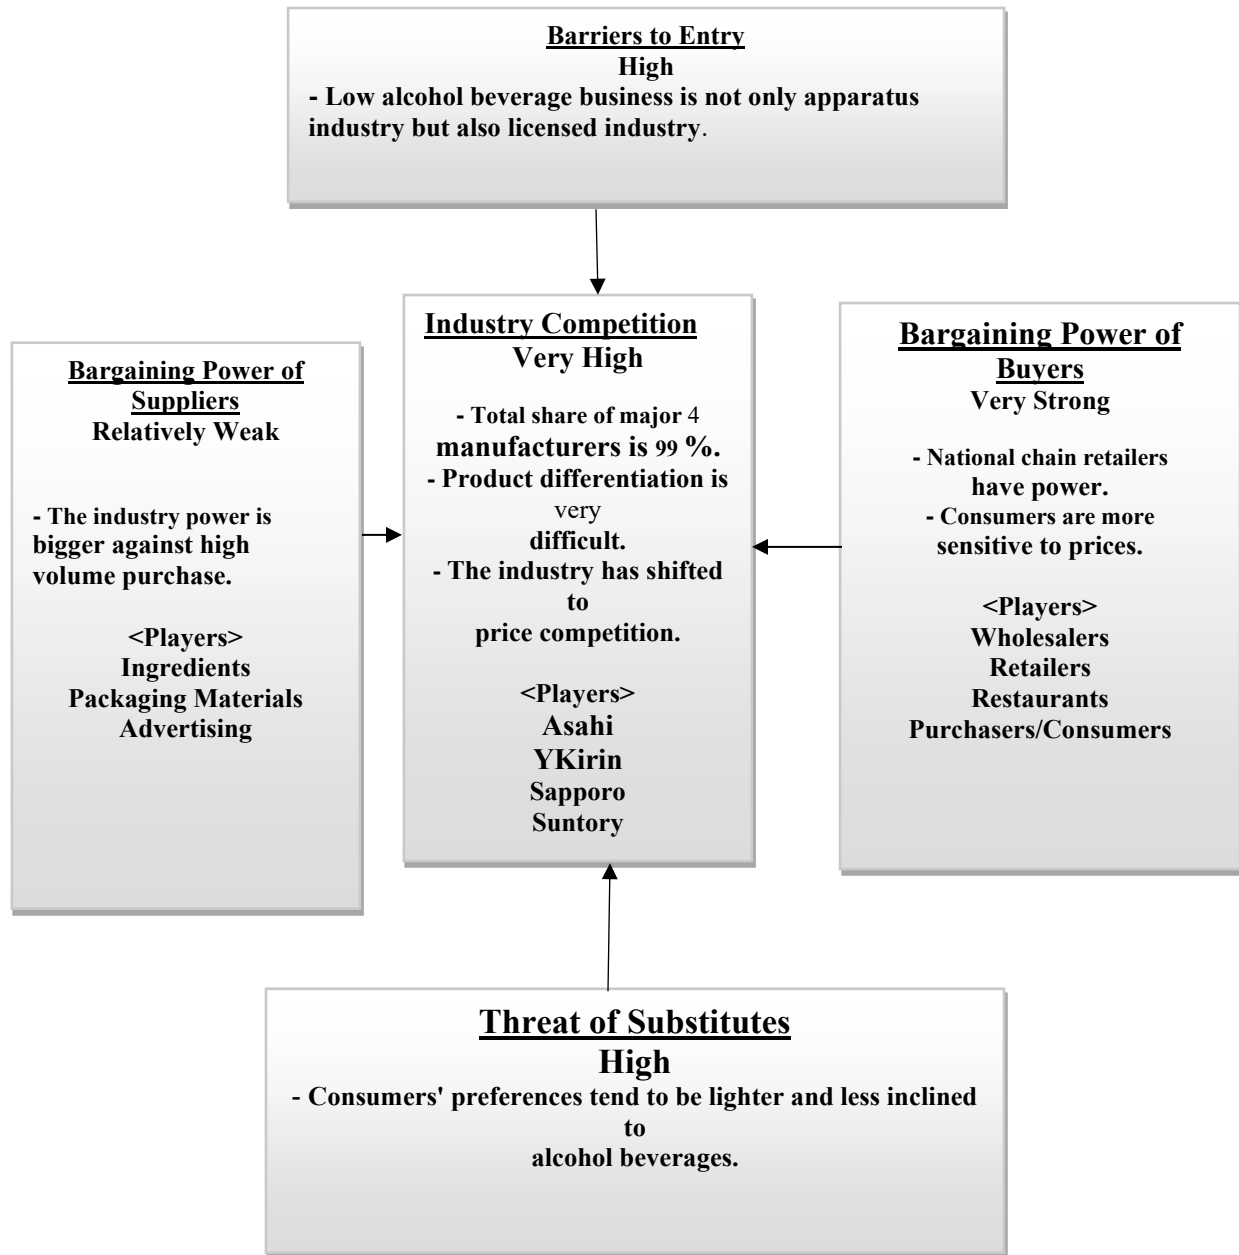 Barriers to Entry
High
- Low alcohol beverage business is not only apparatus
industry but also licensed industry.
Bargaining Power of
Suppliers
Relatively Weak
- The industry power is
bigger against high
volume purchase.
<Players>
Ingredients
Packaging Materials
Advertising
Industry Competition
Very High
- Total share of major 4
manufacturers is 99 %.
- Product differentiation is
very
difficult.
- The industry has shifted
to
price competition.
<Players>
Asahi
YKirin
Sapporo
Suntory
Bargaining Power of
Buyers
Very Strong
- National chain retailers
have power.
- Consumers are more
sensitive to prices.
<Players>
Wholesalers
Retailers
Restaurants
Purchasers/Consumers
Threat of Substitutes
High
- Consumers' preferences tend to be lighter and less inclined
to
alcohol beverages.